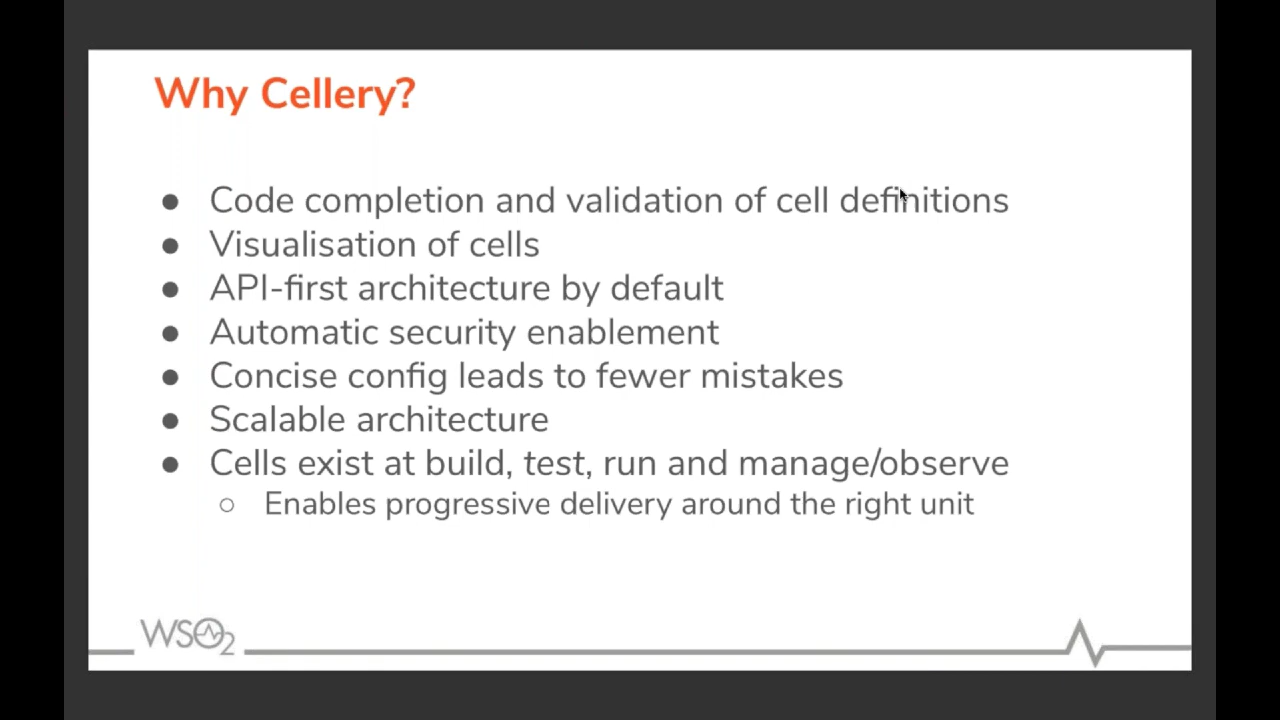 Why Cellery?
● Code completion and validation of cell definitions
● Visualisation of cells
● API-first architecture by default
● Automatic security enablement
● Concise config leads to fewer mistakes
● Scalable architecture
● Cells exist at build, test, run and manage/observe
○ Enables progressive delivery around the right unit
WSO2